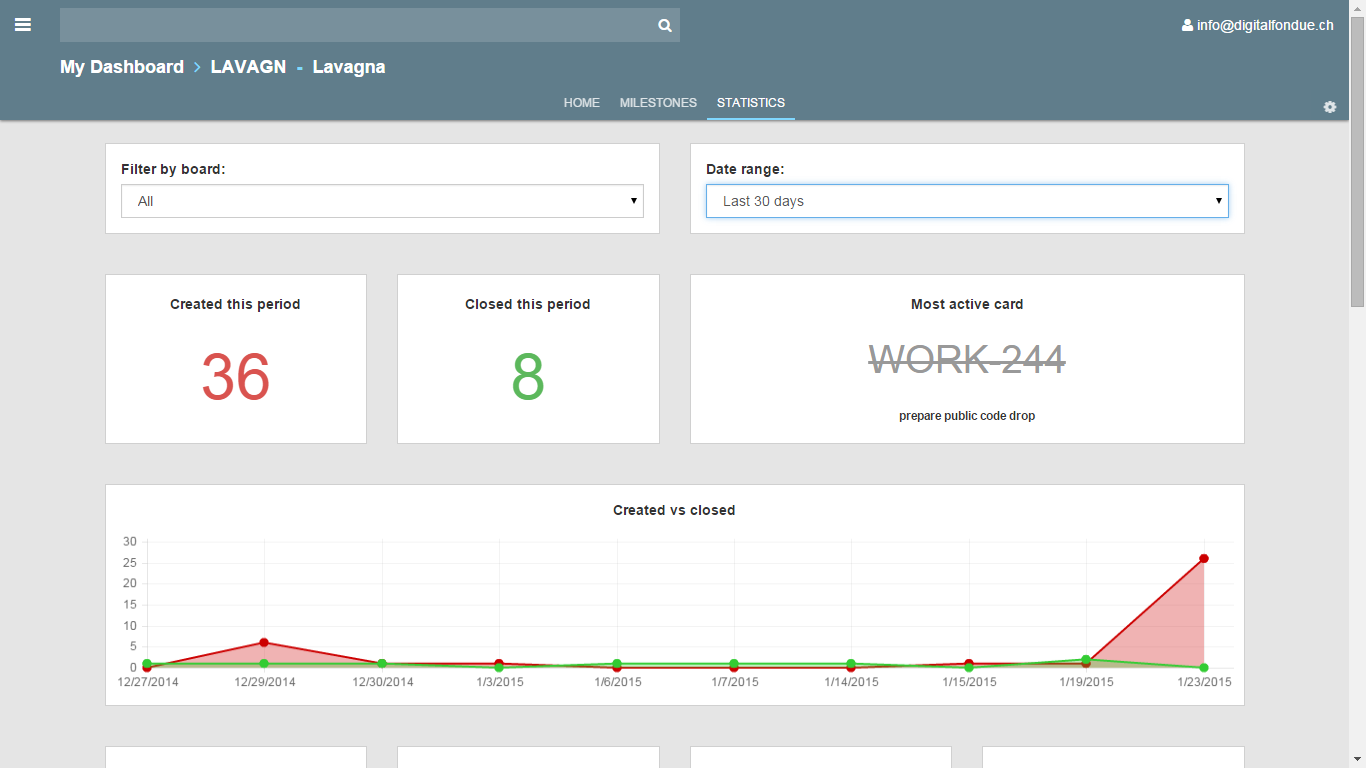 info@digitalfondue.ch
My Dashboard > LAVAGN - Lavagna
HOME MILESTONES STATISTICS
Filter by board: Date range:
All Last 30 days
Created this period Closed this period Most active card
36 8 WORK-244
prepare public code drop
Created vs closed
30
25
20
15
10
5
0
12/27/2014 12/29/2014 12/30/2014 1/3/2015 1/6/2015 1/7/2015 1/14/2015 1/15/2015 1/19/2015 1/23/2015